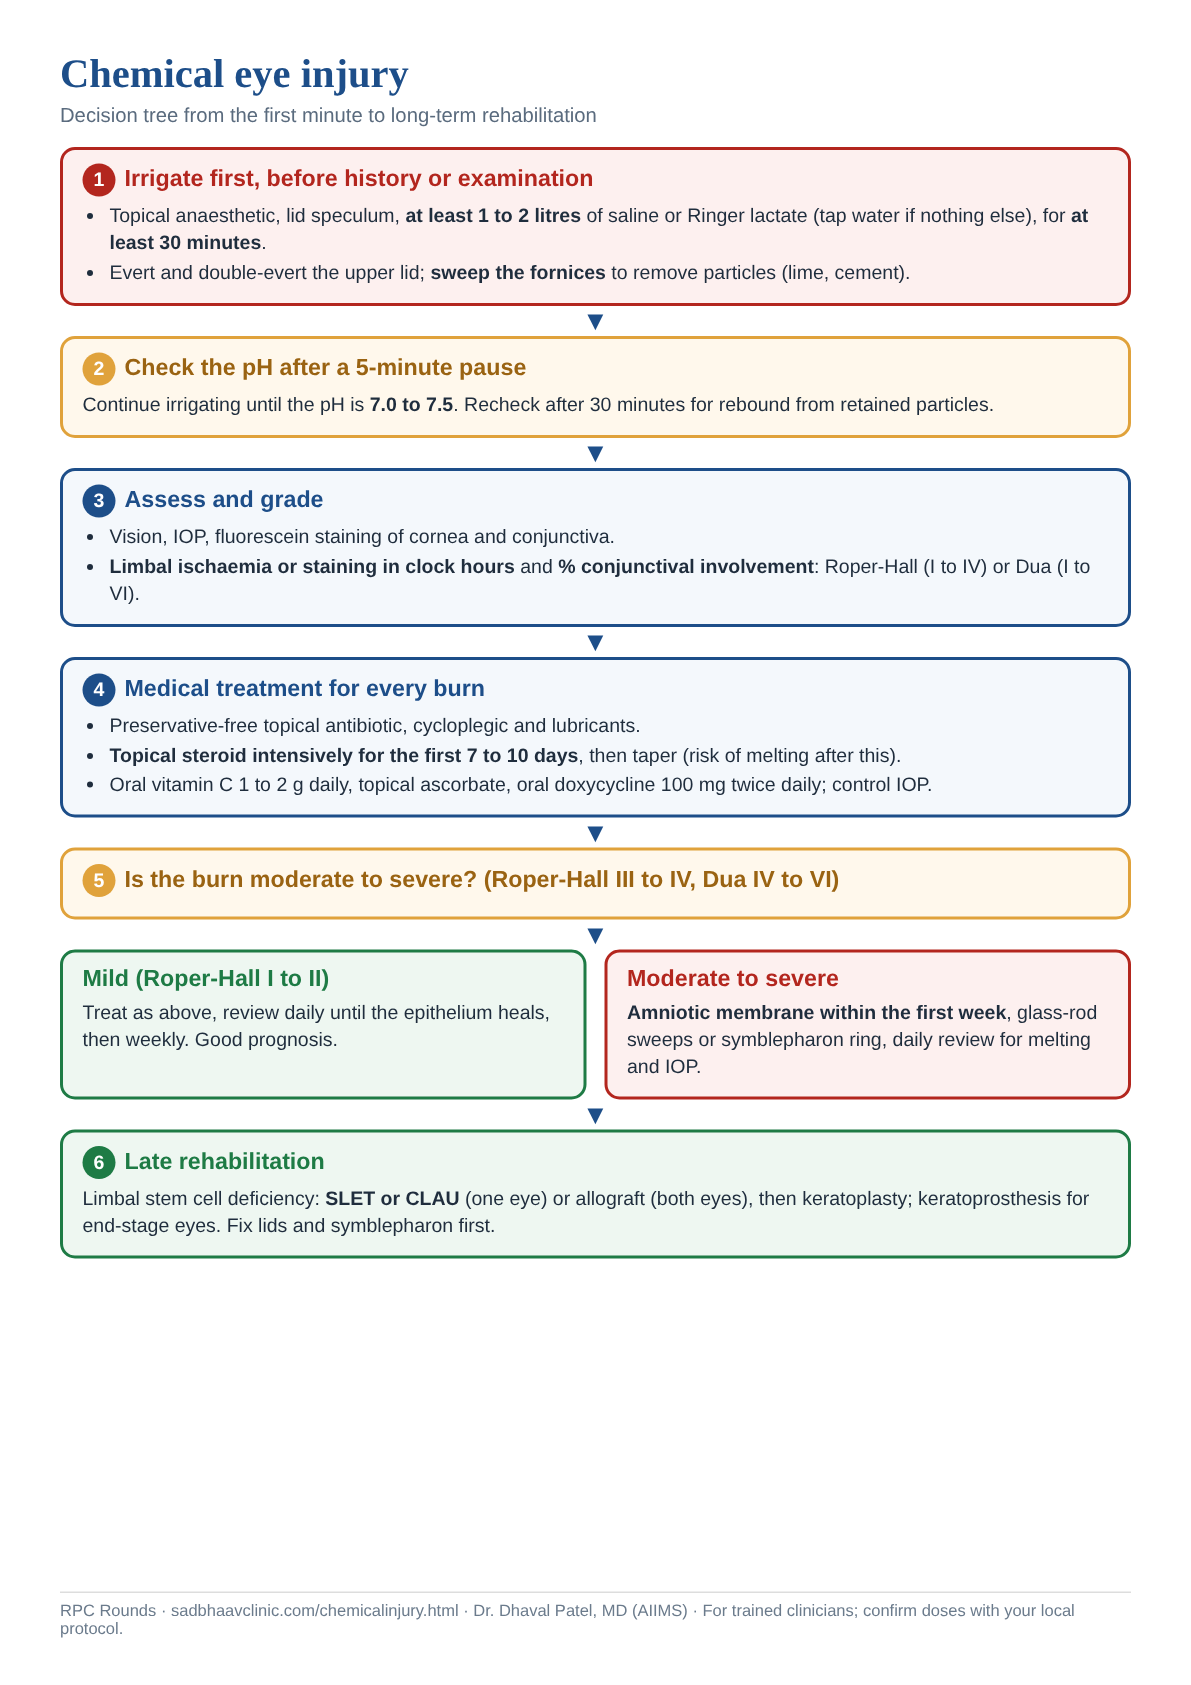 Chemical eye injury
Decision tree from the first minute to long-term rehabilitation
1 Irrigate first, before history or examination
• Topical anaesthetic, lid speculum, at least 1 to 2 litres of saline or Ringer lactate (tap water if nothing else), for at
least 30 minutes.
• Evert and double-evert the upper lid; sweep the fornices to remove particles (lime, cement).
▼
2 Check the pH after a 5-minute pause
Continue irrigating until the pH is 7.0 to 7.5. Recheck after 30 minutes for rebound from retained particles.
▼
3 Assess and grade
• Vision, IOP, fluorescein staining of cornea and conjunctiva.
• Limbal ischaemia or staining in clock hours and % conjunctival involvement: Roper-Hall (I to IV) or Dua (I to
VI).
▼
4 Medical treatment for every burn
• Preservative-free topical antibiotic, cycloplegic and lubricants.
• Topical steroid intensively for the first 7 to 10 days, then taper (risk of melting after this).
• Oral vitamin C 1 to 2 g daily, topical ascorbate, oral doxycycline 100 mg twice daily; control IOP.
▼
5 Is the burn moderate to severe? (Roper-Hall III to IV, Dua IV to VI)
▼
Mild (Roper-Hall I to II)
Treat as above, review daily until the epithelium heals,
then weekly. Good prognosis.
Moderate to severe
Amniotic membrane within the first week, glass-rod
sweeps or symblepharon ring, daily review for melting
and IOP.
▼
6 Late rehabilitation
Limbal stem cell deficiency: SLET or CLAU (one eye) or allograft (both eyes), then keratoplasty; keratoprosthesis for
end-stage eyes. Fix lids and symblepharon first.
RPC Rounds · sadbhaavclinic.com/chemicalinjury.html · Dr. Dhaval Patel, MD (AIIMS) · For trained clinicians; confirm doses with your local
protocol.